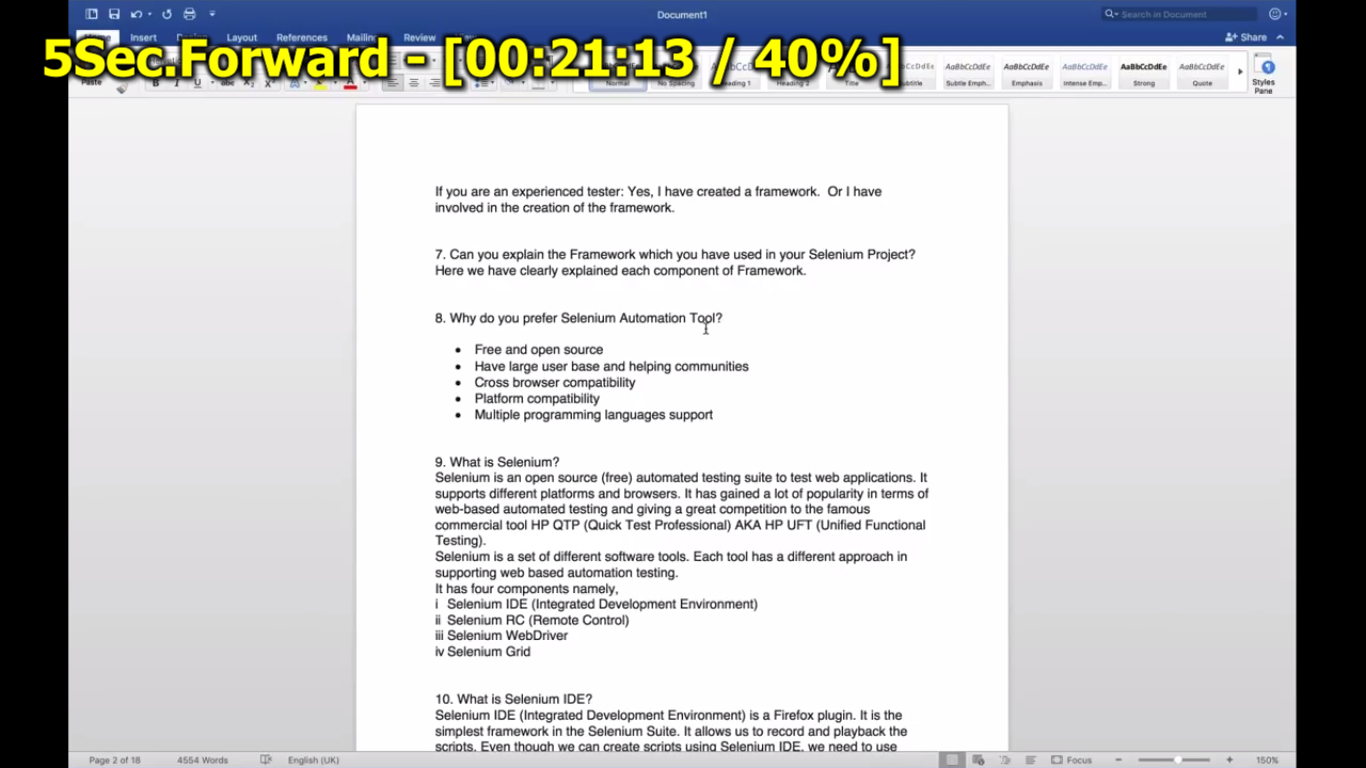 Document1
Search in Document
Home Insert Layout References Mailin Review
Share
5Sec.Forward - [00:21:13 / 40%]
Paste
AaBbCcDdEe AaBbCcDdEe AaBbCcDdEe AaBbCcDdEe AaBbCcDdEe
Normal No Spacing Heading 1 Heading 2 Title Subtitle Subtle Emph... Emphasis Intense Emp... Strong Quote
Styles
Pane
If you are an experienced tester: Yes, I have created a framework. Or I have
involved in the creation of the framework.
7. Can you explain the Framework which you have used in your Selenium Project?
Here we have clearly explained each component of Framework.
8. Why do you prefer Selenium Automation Tool?
• Free and open source
• Have large user base and helping communities
• Cross browser compatibility
• Platform compatibility
• Multiple programming languages support
9. What is Selenium?
Selenium is an open source (free) automated testing suite to test web applications. It
supports different platforms and browsers. It has gained a lot of popularity in terms of
web-based automated testing and giving a great competition to the famous
commercial tool HP QTP (Quick Test Professional) AKA HP UFT (Unified Functional
Testing).
Selenium is a set of different software tools. Each tool has a different approach in
supporting web based automation testing.
It has four components namely,
i Selenium IDE (Integrated Development Environment)
ii Selenium RC (Remote Control)
iii Selenium WebDriver
iv Selenium Grid
10. What is Selenium IDE?
Selenium IDE (Integrated Development Environment) is a Firefox plugin. It is the
simplest framework in the Selenium Suite. It allows us to record and playback the
scripts. Even though we can create scripts using Selenium IDE, we need to use
Page 2 of 18 4554 Words English (UK) Focus 150%